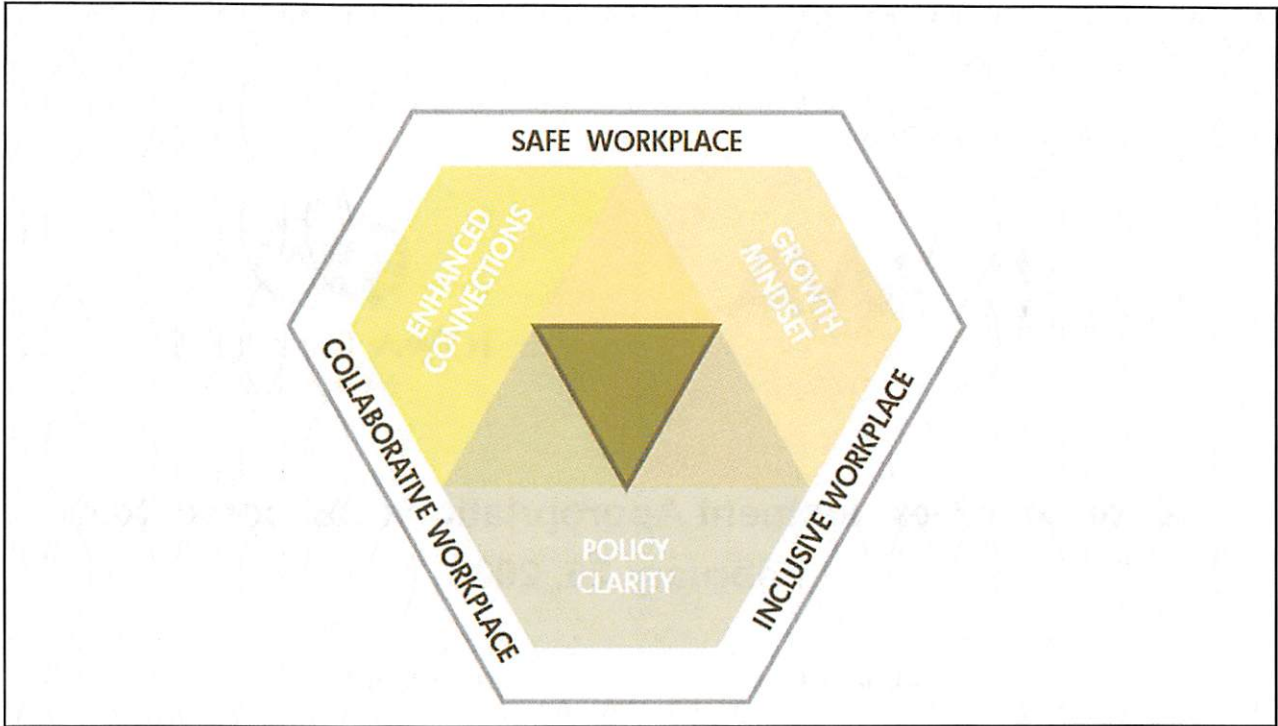 SAFE WORKPLACE
ENHANCED
CONNECTIONS
GROWTH
MINDSET
COLLABORATIVE WORKPLACE
INCLUSIVE WORKPLACE
POLICY
CLARITY